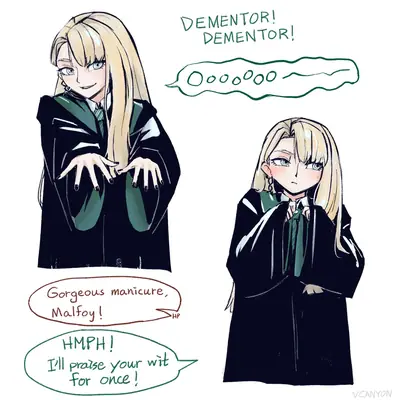 DEMENTOR!
DEMENTOR!
Ooooooo
Gorgeous manicure,
Malfoy!
HP
HMPH!
I'll praise your wit
for once!
VCANYON